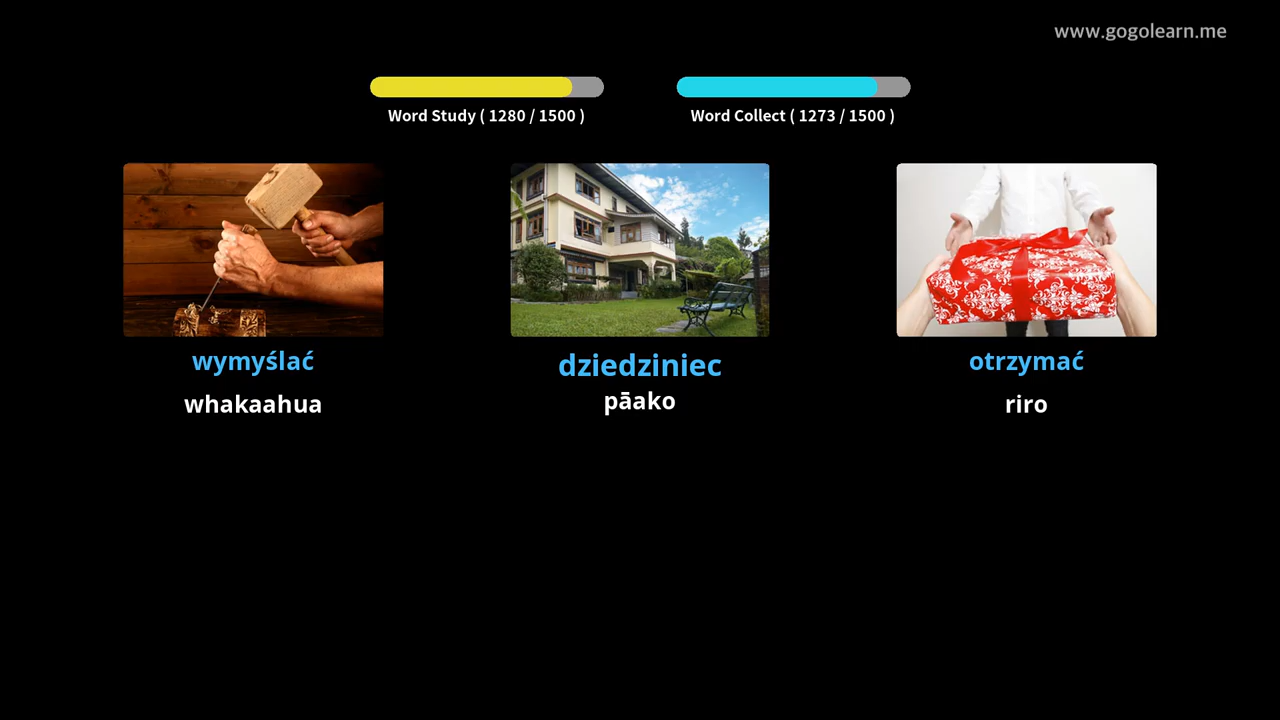 www.gogolearn.me
Word Study ( 1280 / 1500 )
Word Collect ( 1273 / 1500 )
wymyślać
dziedziniec
otrzymać
whakaahua
pāako
riro